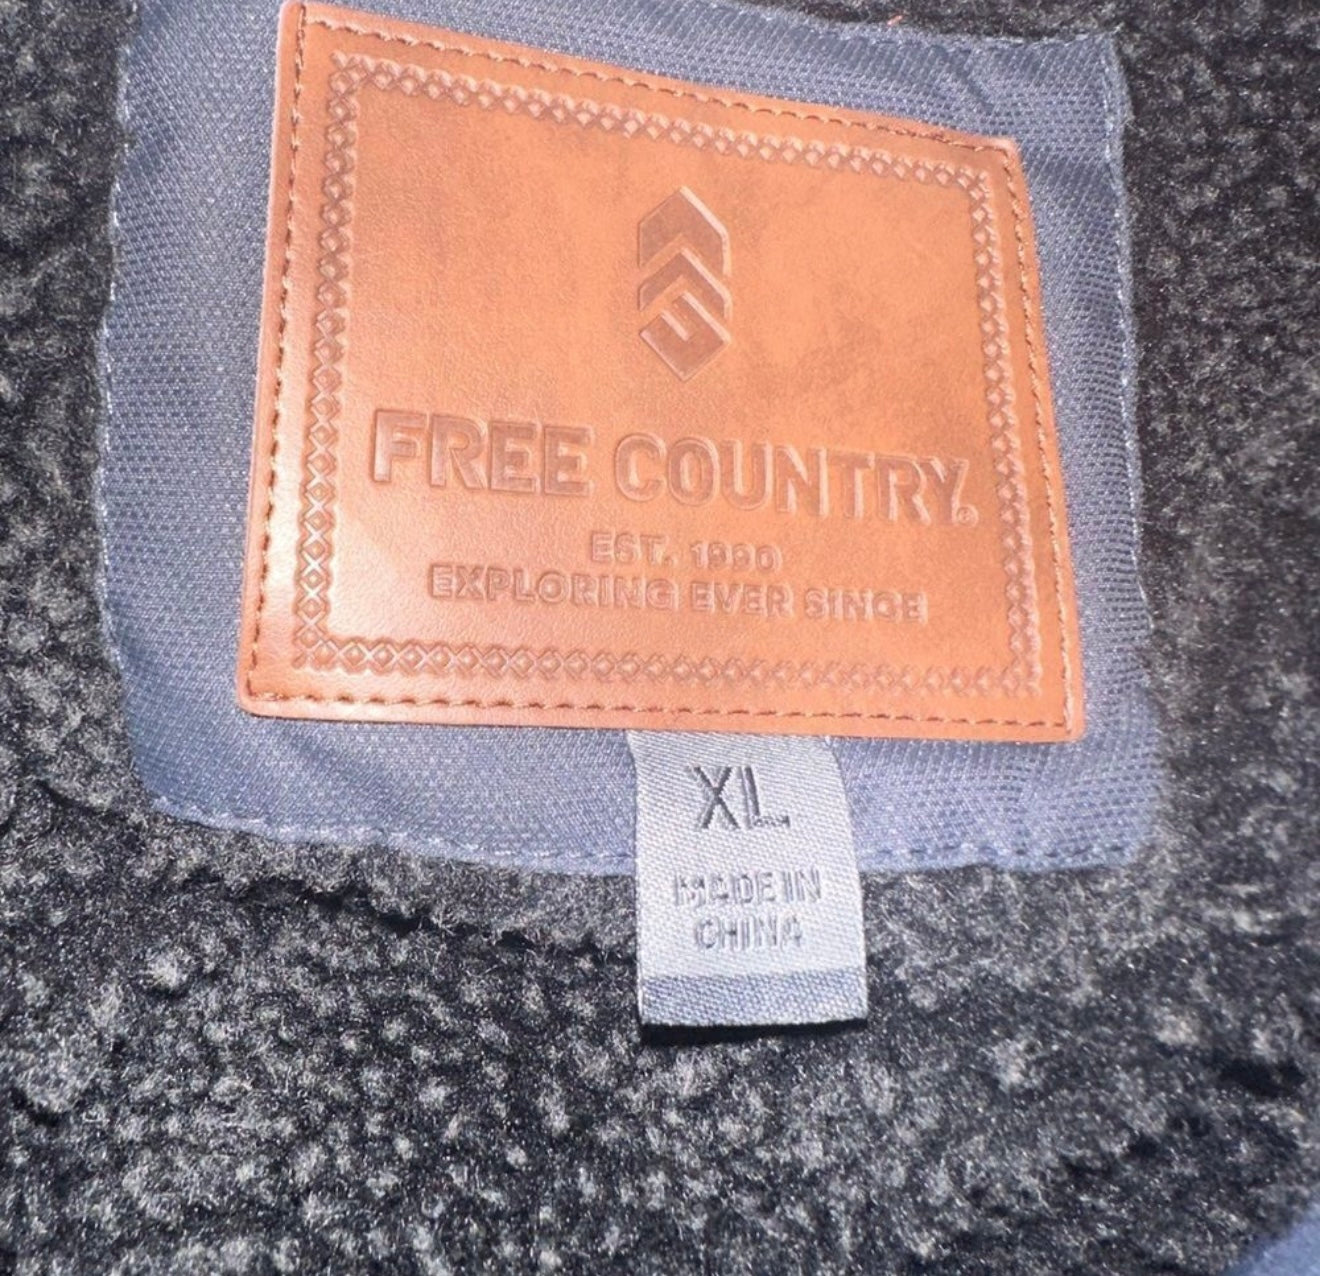 FREE COUNTRY®
EST. 1990
EXPLORING EVER SINCE
XL
MADE IN
CHINA